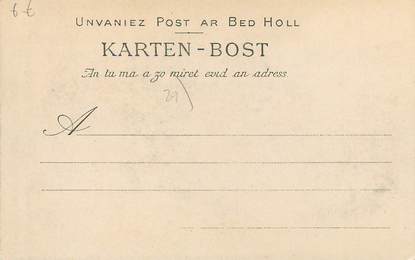 Unvaniez Post ar Bed Holl
KARTEN-BOST
An tu ma a zo miret evid an adress.
A